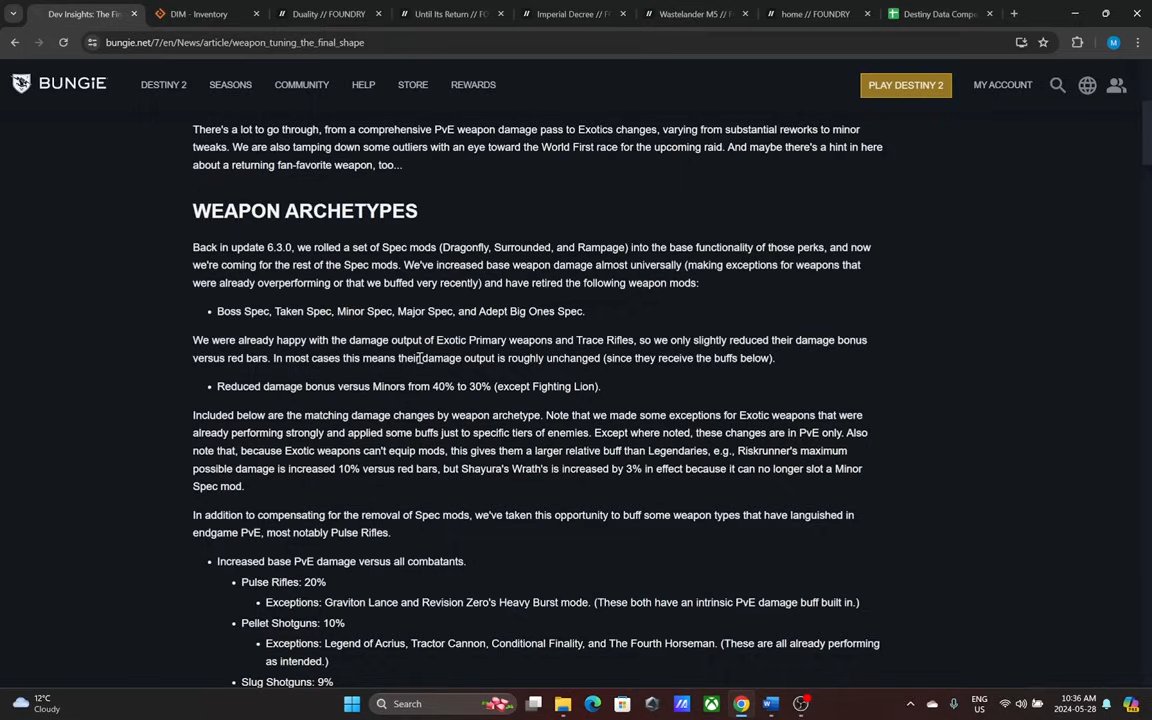 Dev Insights: The Fin
DIM - Inventory
Duality // FOUNDRY
Until Its Return // FOU
Imperial Decree // FO
Wastelander M5 // FO
home // FOUNDRY
Destiny Data Compe
bungie.net/7/en/News/article/weapon_tuning_the_final_shape
M
BUNGiE
DESTINY 2
SEASONS
COMMUNITY
HELP
STORE
REWARDS
PLAY DESTINY 2
MY ACCOUNT
There's a lot to go through, from a comprehensive PvE weapon damage pass to Exotics changes, varying from substantial reworks to minor
tweaks. We are also tamping down some outliers with an eye toward the World First race for the upcoming raid. And maybe there's a hint in here
about a returning fan-favorite weapon, too...
WEAPON ARCHETYPES
Back in update 6.3.0, we rolled a set of Spec mods (Dragonfly, Surrounded, and Rampage) into the base functionality of those perks, and now
we're coming for the rest of the Spec mods. We've increased base weapon damage almost universally (making exceptions for weapons that
were already overperforming or that we buffed very recently) and have retired the following weapon mods:
• Boss Spec, Taken Spec, Minor Spec, Major Spec, and Adept Big Ones Spec.
We were already happy with the damage output of Exotic Primary weapons and Trace Rifles, so we only slightly reduced their damage bonus
versus red bars. In most cases this means their damage output is roughly unchanged (since they receive the buffs below).
• Reduced damage bonus versus Minors from 40% to 30% (except Fighting Lion).
Included below are the matching damage changes by weapon archetype. Note that we made some exceptions for Exotic weapons that were
already performing strongly and applied some buffs just to specific tiers of enemies. Except where noted, these changes are in PvE only. Also
note that, because Exotic weapons can't equip mods, this gives them a larger relative buff than Legendaries, e.g., Riskrunner's maximum
possible damage is increased 10% versus red bars, but Shayura's Wrath's is increased by 3% in effect because it can no longer slot a Minor
Spec mod.
In addition to compensating for the removal of Spec mods, we've taken this opportunity to buff some weapon types that have languished in
endgame PvE, most notably Pulse Rifles.
• Increased base PvE damage versus all combatants.
• Pulse Rifles: 20%
• Exceptions: Graviton Lance and Revision Zero's Heavy Burst mode. (These both have an intrinsic PvE damage buff built in.)
• Pellet Shotguns: 10%
• Exceptions: Legend of Acrius, Tractor Cannon, Conditional Finality, and The Fourth Horseman. (These are all already performing
as intended.)
• Slug Shotguns: 9%
12°C
Cloudy
Search
ENG
US
10:36 AM
2024-05-28